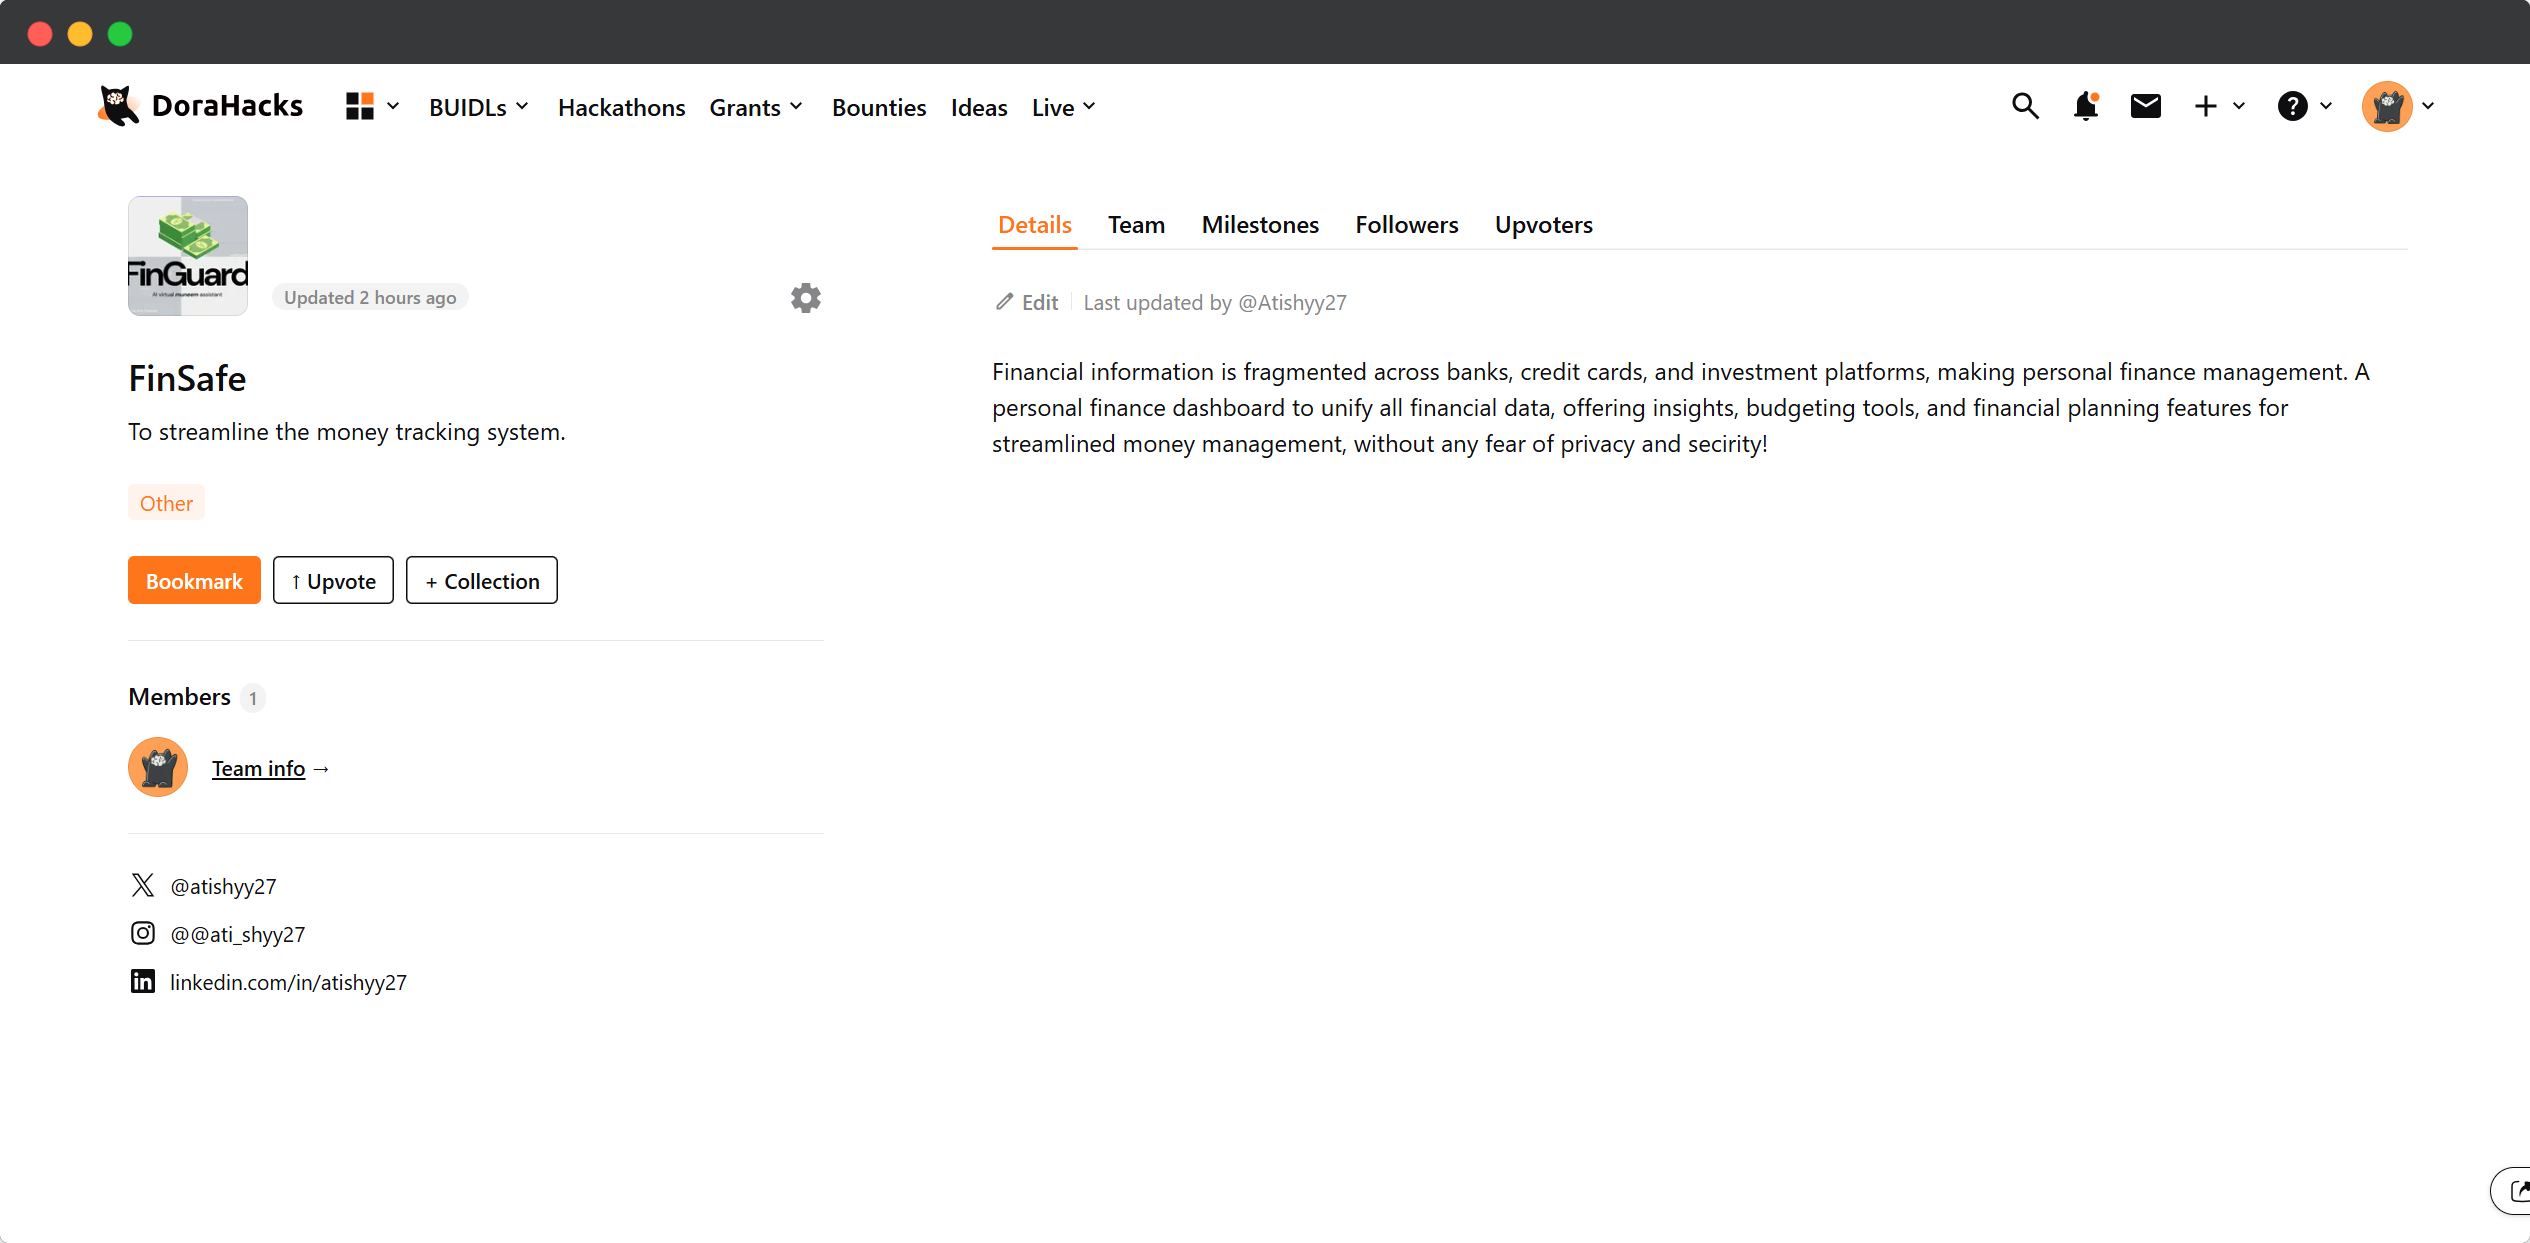 DoraHacks
BUIDLs Hackathons Grants Bounties Ideas Live
FinGuard
AI virtual muneem assistant
Updated 2 hours ago
FinSafe
To streamline the money tracking system.
Other
Bookmark ↑ Upvote + Collection
Members 1
Team info →
@atishyy27
@@ati_shyy27
linkedin.com/in/atishyy27
Details Team Milestones Followers Upvoters
Edit Last updated by @Atishyy27
Financial information is fragmented across banks, credit cards, and investment platforms, making personal finance management. A
personal finance dashboard to unify all financial data, offering insights, budgeting tools, and financial planning features for
streamlined money management, without any fear of privacy and secirity!